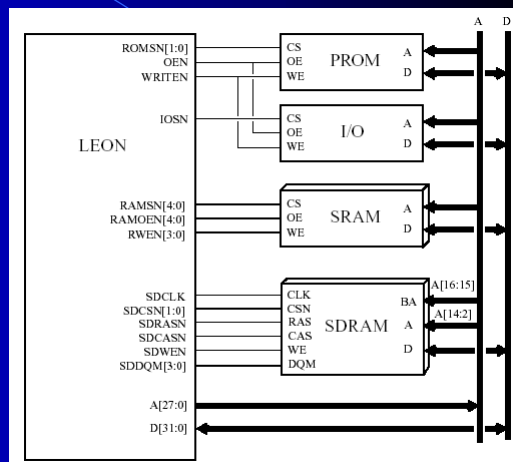 A D
ROMSN[1:0] CS
OEN OE PROM A
WRITEN WE D
IOSN CS A
OE I/O
WE D
LEON
RAMSN[4:0] CS A
RAMOEN[4:0] OE SRAM
RWEN[3:0] WE D
A[16:15]
SDCLK CLK BA
SDCSN[1:0] CSN A[14:2]
SDRASN RAS SDRAM A
SDCASN CAS
SDWEN WE D
SDDQM[3:0] DQM
A[27:0]
D[31:0]